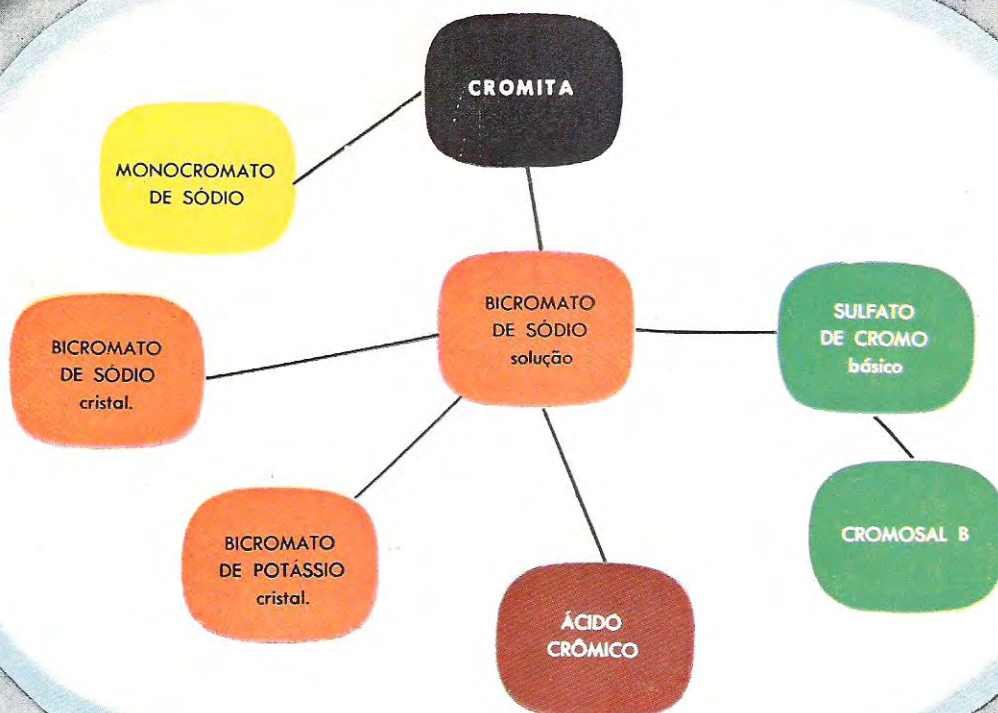 CROMITA
MONOCROMATO
DE SÓDIO
BICROMATO
DE SÓDIO
solução
SULFATO
DE CROMO
básico
BICROMATO
DE SÓDIO
cristal.
CROMOSAL B
BICROMATO
DE POTÁSSIO
cristal.
ÁCIDO
CRÔMICO